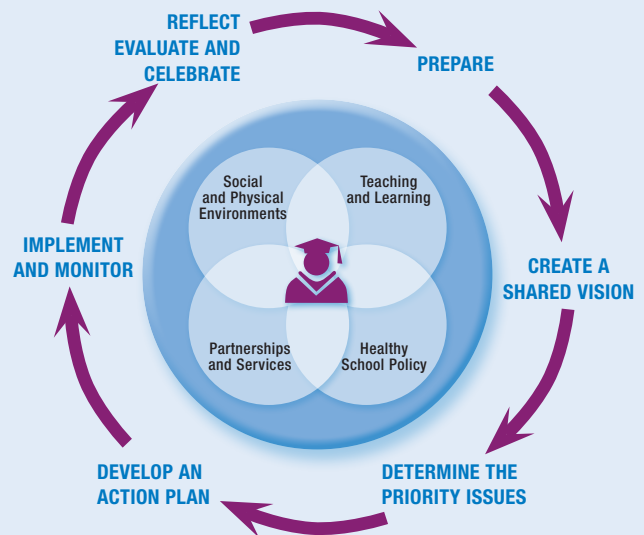 REFLECT
EVALUATE AND
CELEBRATE
PREPARE
CREATE A
SHARED VISION
DETERMINE THE
PRIORITY ISSUES
DEVELOP AN
ACTION PLAN
IMPLEMENT
AND MONITOR
Social
and Physical
Environments
Teaching
and Learning
Partnerships
and Services
Healthy
School Policy